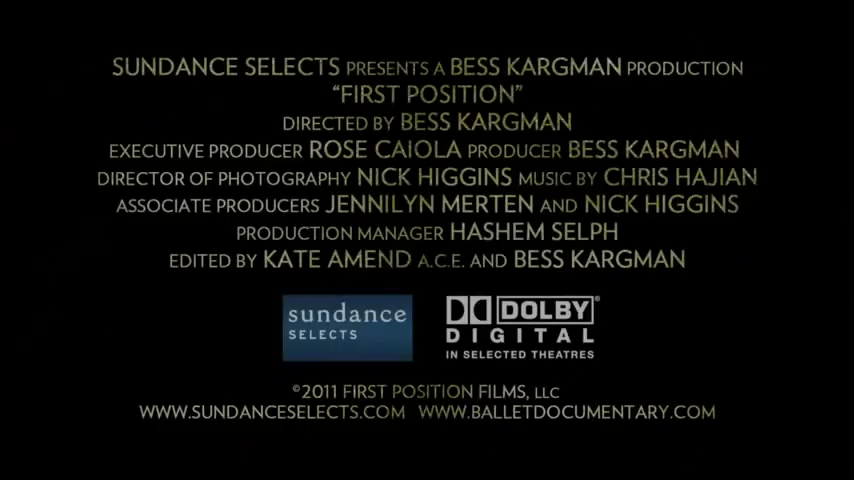 SUNDANCE SELECTS PRESENTS A BESS KARGMAN PRODUCTION
“FIRST POSITION”
DIRECTED BY BESS KARGMAN
EXECUTIVE PRODUCER ROSE CAIOLA PRODUCER BESS KARGMAN
DIRECTOR OF PHOTOGRAPHY NICK HIGGINS MUSIC BY CHRIS HAJIAN
ASSOCIATE PRODUCERS JENNILYN MERTEN AND NICK HIGGINS
PRODUCTION MANAGER HASHEM SELPH
EDITED BY KATE AMEND A.C.E. AND BESS KARGMAN
sundance
SELECTS
DOLBY®
DIGITAL
IN SELECTED THEATRES
©2011 FIRST POSITION FILMS, LLC
WWW.SUNDANCESELECTS.COM WWW.BALLETDOCUMENTARY.COM